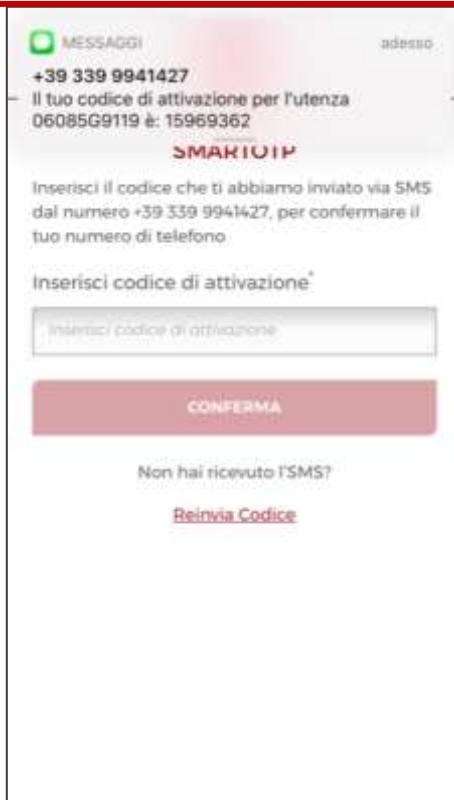 MESSAGGI adesso
+39 339 9941427
Il tuo codice di attivazione per l'utenza
06085G9119 è: 15969362
SMARTOTP
Inserisci il codice che ti abbiamo inviato via SMS
dal numero +39 339 9941427, per confermare il
tuo numero di telefono
Inserisci codice di attivazione*
Inserisci codice di attivazione
CONFERMA
Non hai ricevuto l'SMS?
Reinvia Codice